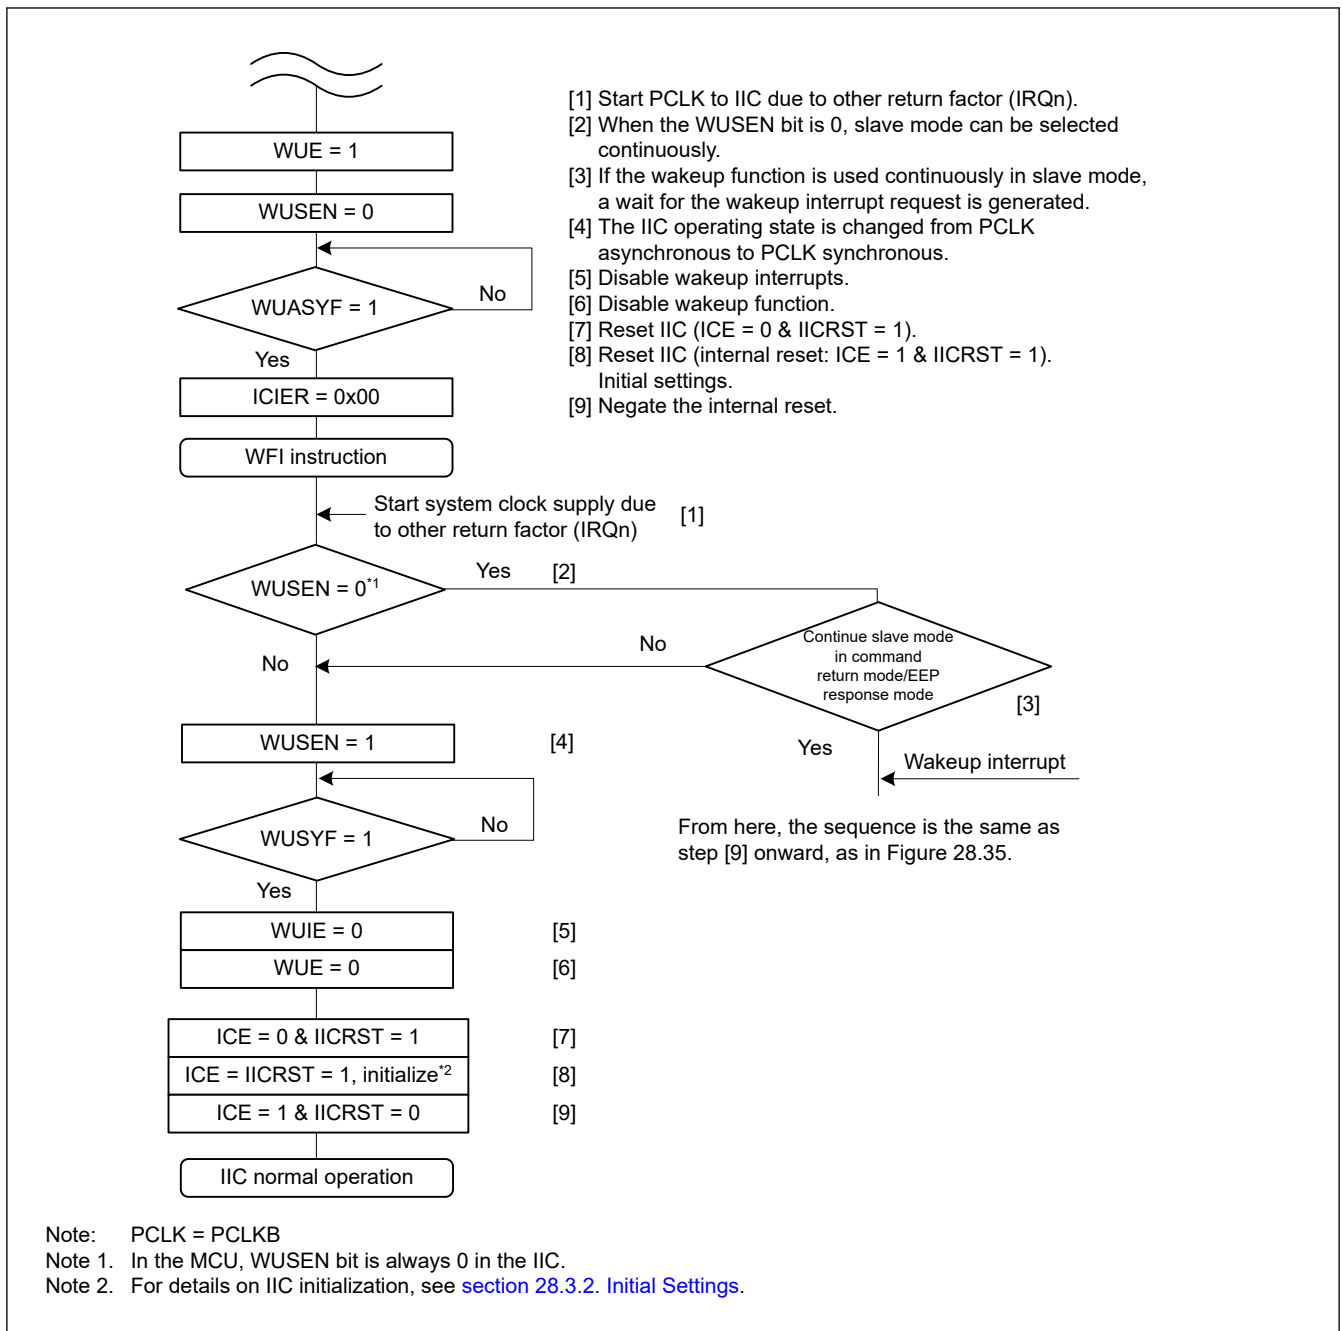 [1] Start PCLK to IIC due to other return factor (IRQn).
[2] When the WUSEN bit is 0, slave mode can be selected
continuously.
[3] If the wakeup function is used continuously in slave mode,
a wait for the wakeup interrupt request is generated.
[4] The IIC operating state is changed from PCLK
asynchronous to PCLK synchronous.
[5] Disable wakeup interrupts.
[6] Disable wakeup function.
[7] Reset IIC (ICE = 0 & IICRST = 1).
[8] Reset IIC (internal reset: ICE = 1 & IICRST = 1).
Initial settings.
[9] Negate the internal reset.
WUE = 1
WUSEN = 0
WUASYF = 1
No
Yes
ICIER = 0x00
WFI instruction
Start system clock supply due
to other return factor (IRQn)
[1]
WUSEN = 0*1
Yes
[2]
No
Continue slave mode
in command
return mode/EEP
response mode
[3]
No
Yes
Wakeup interrupt
From here, the sequence is the same as
step [9] onward, as in Figure 28.35.
WUSEN = 1
[4]
WUSYF = 1
No
Yes
WUIE = 0
[5]
WUE = 0
[6]
ICE = 0 & IICRST = 1
[7]
ICE = IICRST = 1, initialize*2
[8]
ICE = 1 & IICRST = 0
[9]
IIC normal operation
Note: PCLK = PCLKB
Note 1. In the MCU, WUSEN bit is always 0 in the IIC.
Note 2. For details on IIC initialization, see section 28.3.2. Initial Settings.